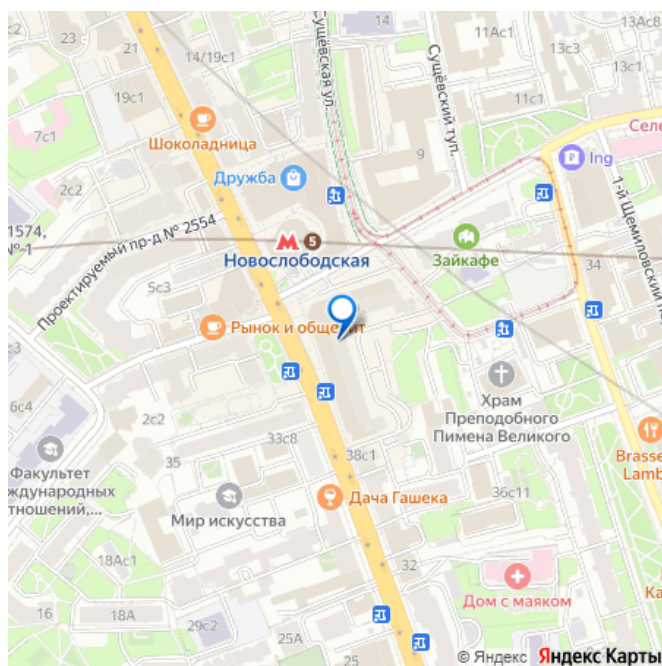 23
21
14/19с1
Сущёвская ул.
Сущёвский туп.
11Ас1
13Ас8
13с3
13с1
11с1
19с1
7с1
Шоколадница
9
Селе
Ing
Дружба
2с2
1574,
№-1
Проектируемый пр-д № 2554
5
Новослободская
Зайкафе
1-й Щемиловский
34
5с3
Рынок и общепит
6с4
2с2
33с8
35
38с1
Храм
Преподобного
Пимена Великого
Brasse
Lamb
Факультет
ждународных
тношений,...
Мир искусства
Дача Гашека
36с11
18Ас1
32
Дом с маяком
Ка
16
18А
29с2
25А
© Яндекс Яндекс Карты